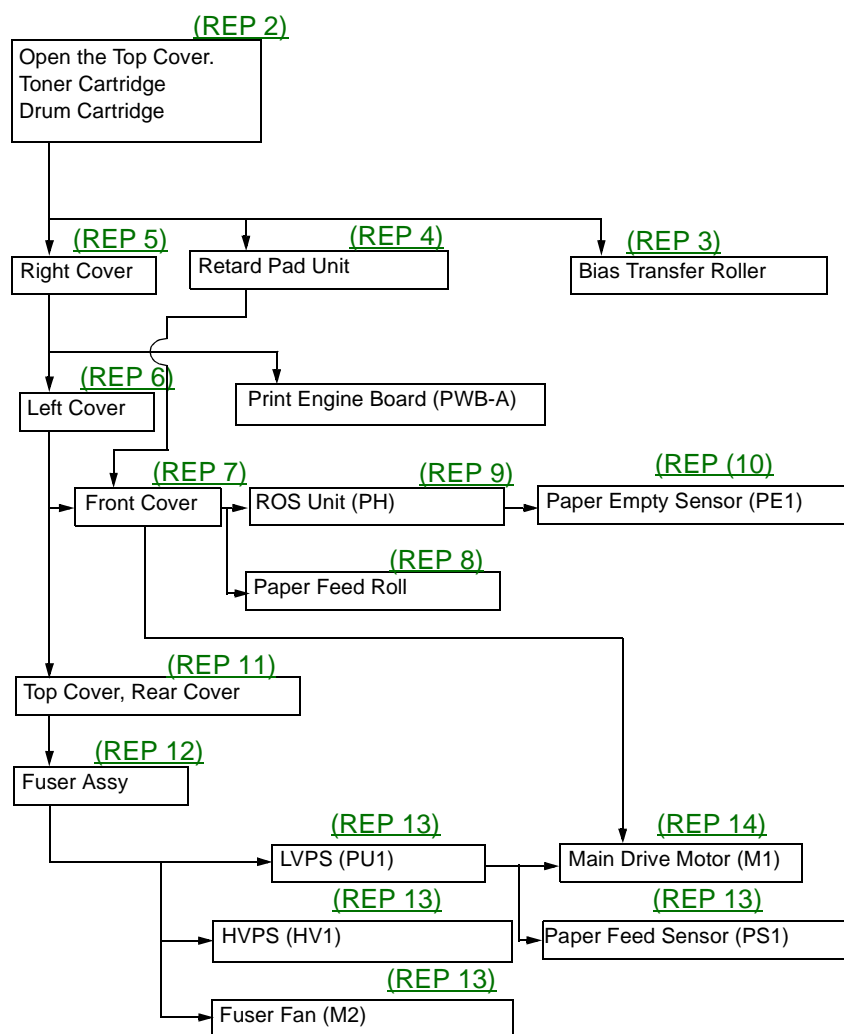 (REP 2)
Open the Top Cover.
Toner Cartridge
Drum Cartridge
(REP 5)
Right Cover
(REP 4)
Retard Pad Unit
(REP 3)
Bias Transfer Roller
(REP 6)
Left Cover
Print Engine Board (PWB-A)
(REP 7)
Front Cover
(REP 9)
ROS Unit (PH)
(REP (10)
Paper Empty Sensor (PE1)
(REP 8)
Paper Feed Roll
(REP 11)
Top Cover, Rear Cover
(REP 12)
Fuser Assy
(REP 13)
LVPS (PU1)
(REP 14)
Main Drive Motor (M1)
(REP 13)
HVPS (HV1)
(REP 13)
Paper Feed Sensor (PS1)
(REP 13)
Fuser Fan (M2)